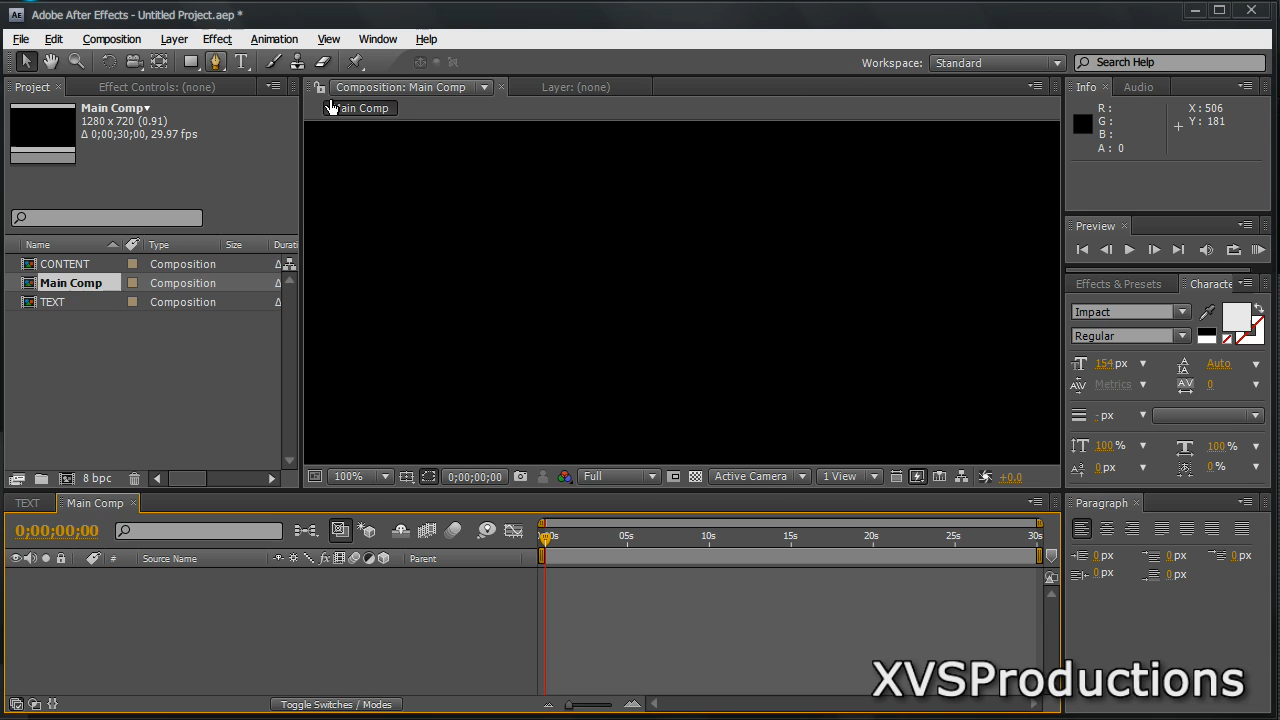 Adobe After Effects - Untitled Project.aep *
File Edit Composition Layer Effect Animation View Window Help
Workspace: Standard Search Help
Project × Effect Controls: (none) Composition: Main Comp × Layer: (none) Info × Audio
Main Comp
1280 x 720 (0.91)
Δ 0;00;30;00, 29.97 fps
Main Comp
R :
G :
B :
A : 0
X : 506
Y : 181
Preview ×
Name Type Size Durati
CONTENT Composition Δ
Main Comp Composition Δ
TEXT Composition Δ
Effects & Presets Characte
Impact
Regular
154 px Auto
Metrics 0
- px
100 % 100 %
0 px 0 %
8 bpc
100% 0;00;00;00 Full Active Camera 1 View +0.0
TEXT Main Comp × Paragraph ×
0;00;00;00
05s 10s 15s 20s 25s 30s
# Source Name Parent
0 px 0 px 0 px
0 px 0 px
Toggle Switches / Modes
XVSProductions